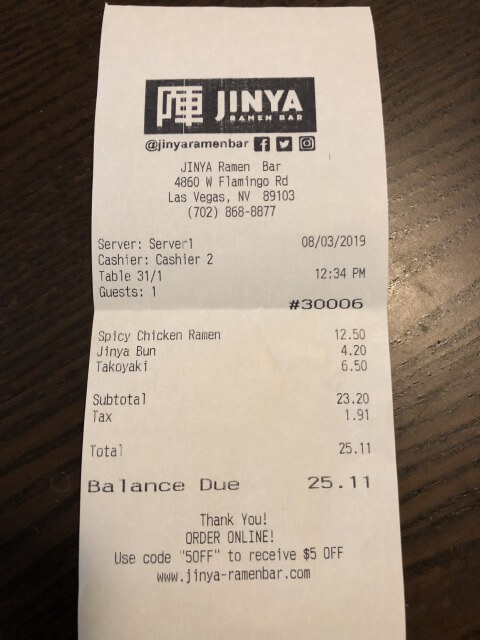 陣 JINYA
RAMEN BAR
@jinyaramenbar
JINYA Ramen Bar
4860 W Flamingo Rd
Las Vegas, NV 89103
(702) 868-8877
Server: Server1 08/03/2019
Cashier: Cashier 2
Table 31/1 12:34 PM
Guests: 1
#30006
Spicy Chicken Ramen 12.50
Jinya Bun 4.20
Takoyaki 6.50
Subtotal 23.20
Tax 1.91
Total 25.11
Balance Due 25.11
Thank You!
ORDER ONLINE!
Use code "5OFF" to receive $5 OFF
www.jinya-ramenbar.com